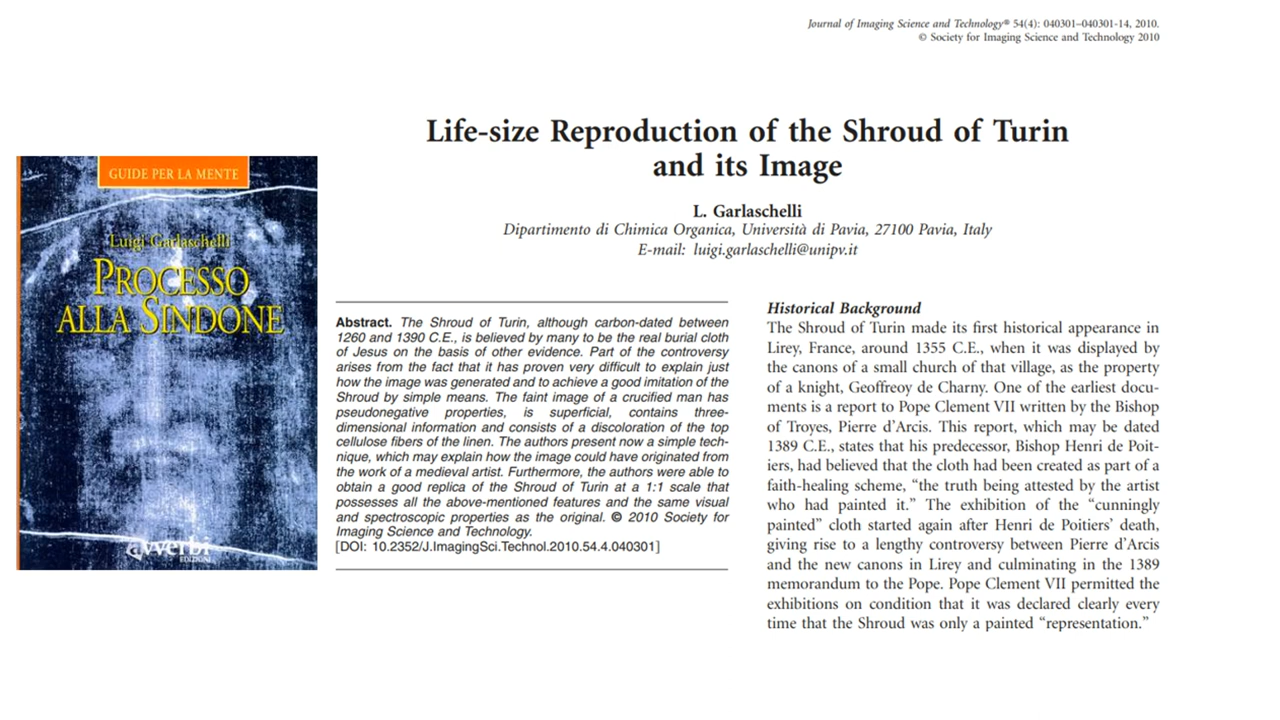 Journal of Imaging Science and Technology® 54(4): 040301–040301-14, 2010.
© Society for Imaging Science and Technology 2010
Life-size Reproduction of the Shroud of Turin
and its Image
L. Garlaschelli
Dipartimento di Chimica Organica, Università di Pavia, 27100 Pavia, Italy
E-mail: luigi.garlaschelli@unipv.it
GUIDE PER LA MENTE
Luigi Garlaschelli
PROCESSO
ALLA SINDONE
avverbi
EDIZIONI
Abstract. The Shroud of Turin, although carbon-dated between
1260 and 1390 C.E., is believed by many to be the real burial cloth
of Jesus on the basis of other evidence. Part of the controversy
arises from the fact that it has proven very difficult to explain just
how the image was generated and to achieve a good imitation of the
Shroud by simple means. The faint image of a crucified man has
pseudonegative properties, is superficial, contains three-
dimensional information and consists of a discoloration of the top
cellulose fibers of the linen. The authors present now a simple tech-
nique, which may explain how the image could have originated from
the work of a medieval artist. Furthermore, the authors were able to
obtain a good replica of the Shroud of Turin at a 1:1 scale that
possesses all the above-mentioned features and the same visual
and spectroscopic properties as the original. © 2010 Society for
Imaging Science and Technology.
[DOI: 10.2352/J.ImagingSci.Technol.2010.54.4.040301]
Historical Background
The Shroud of Turin made its first historical appearance in
Lirey, France, around 1355 C.E., when it was displayed by
the canons of a small church of that village, as the property
of a knight, Geoffreoy de Charny. One of the earliest docu-
ments is a report to Pope Clement VII written by the Bishop
of Troyes, Pierre d'Arcis. This report, which may be dated
1389 C.E., states that his predecessor, Bishop Henri de Poit-
iers, had believed that the cloth had been created as part of a
faith-healing scheme, "the truth being attested by the artist
who had painted it." The exhibition of the "cunningly
painted" cloth started again after Henri de Poitiers' death,
giving rise to a lengthy controversy between Pierre d'Arcis
and the new canons in Lirey and culminating in the 1389
memorandum to the Pope. Pope Clement VII permitted the
exhibitions on condition that it was declared clearly every
time that the Shroud was only a painted "representation."